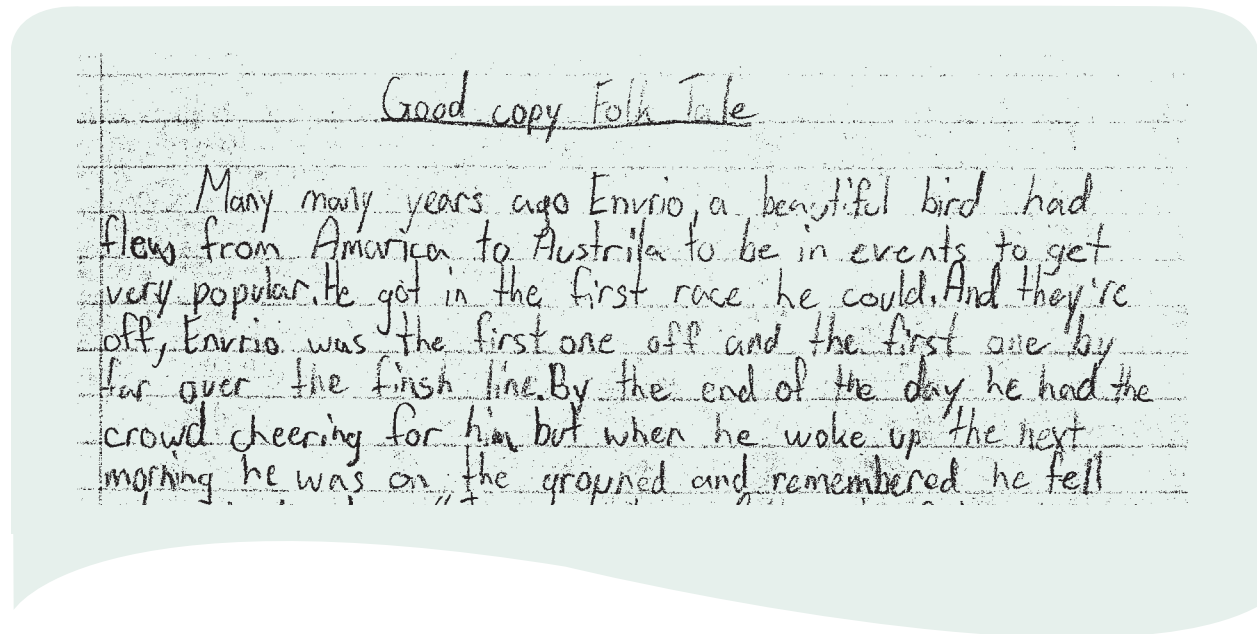 Good copy Folk Tale
Many many years ago Envrio, a beautiful bird had
flew from Amarica to Austrila to be in events to get
very popular. He got in the first race he could. And they're
off, Envrio was the first one off and the first one by
far over the finsh line. By the end of the day he had the
crowd cheering for him but when he woke up the next
morning he was on the grouned and remembered he fell